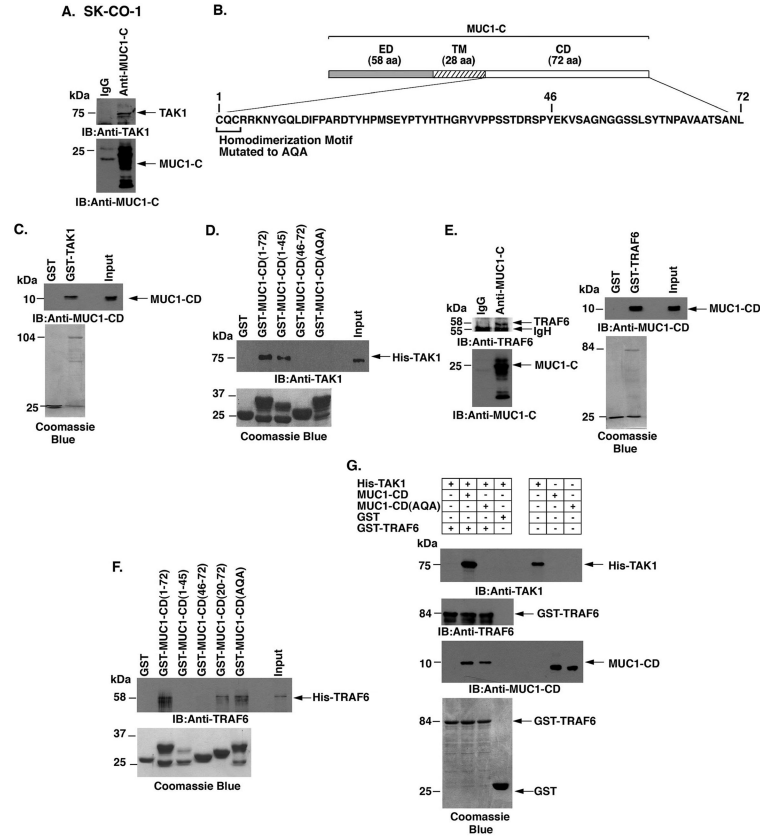 A. SK-CO-1
IgG
Anti-MUC1-C
kDa
75
TAK1
IB:Anti-TAK1
25
MUC1-C
IB:Anti-MUC1-C
B.
MUC1-C
ED TM CD
(58 aa) (28 aa) (72 aa)
1 46 72
CQCRRKNYGQLDIFPARDTYHPMSEYPTYHTHGRYVPPSSTDRSPYEKVSAGNGGSSLSYTNPAVAATSANL
Homodimerization Motif
Mutated to AQA
C.
GST
GST-TAK1
Input
kDa
10
MUC1-CD
IB:Anti-MUC1-CD
104
25
Coomassie
Blue
D.
GST
GST-MUC1-CD(1-72)
GST-MUC1-CD(1-45)
GST-MUC1-CD(46-72)
GST-MUC1-CD(AQA)
Input
kDa
75
His-TAK1
IB:Anti-TAK1
37
25
Coomassie Blue
E.
IgG
Anti-MUC1-C
kDa
58
TRAF6
55
IgH
IB:Anti-TRAF6
25
MUC1-C
IB:Anti-MUC1-C
GST
GST-TRAF6
Input
kDa
10
MUC1-CD
IB:Anti-MUC1-CD
84
25
Coomassie
Blue
F.
GST
GST-MUC1-CD(1-72)
GST-MUC1-CD(1-45)
GST-MUC1-CD(46-72)
GST-MUC1-CD(20-72)
GST-MUC1-CD(AQA)
Input
kDa
58
His-TRAF6
IB:Anti-TRAF6
37
25
Coomassie Blue
G.
His-TAK1 + + + + + - -
MUC1-CD - + - - - + -
MUC1-CD(AQA) - - + - - - +
GST - - - + - - -
GST-TRAF6 + + + - - - -
kDa
75
His-TAK1
IB:Anti-TAK1
84
GST-TRAF6
IB:Anti-TRAF6
10
MUC1-CD
IB:Anti-MUC1-CD
84
GST-TRAF6
25
GST
Coomassie
Blue